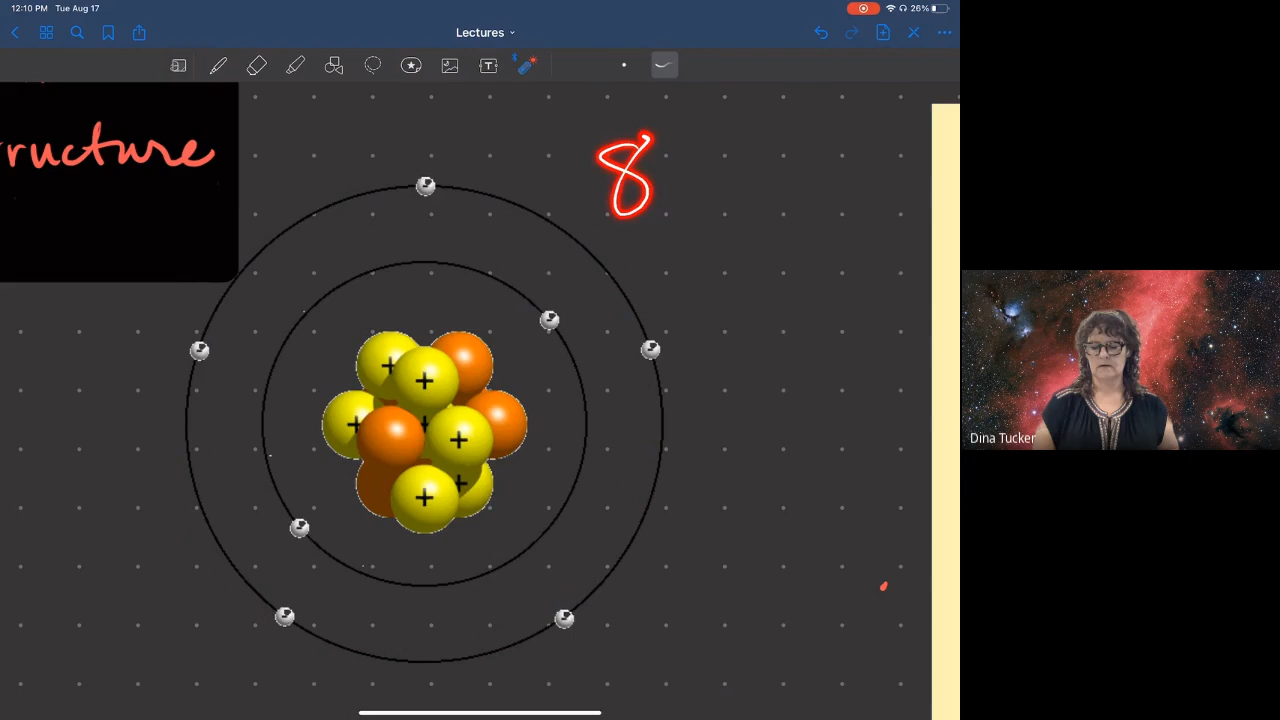 12:10 PM Tue Aug 17
26%
Lectures
T
ructure
8
+
+
+
+
+
+
+
Dina Tucker